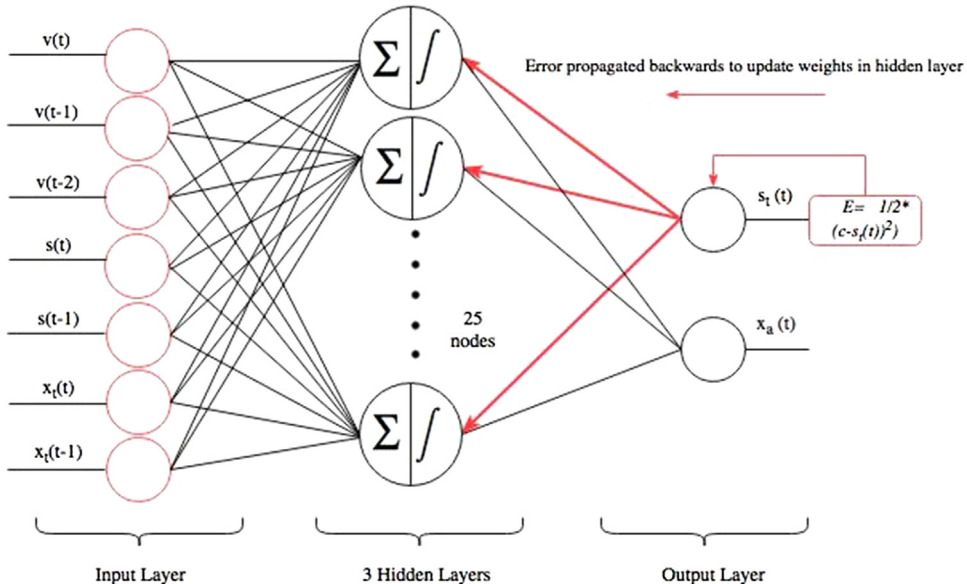 v(t)
v(t-1)
v(t-2)
s(t)
s(t-1)
xₜ(t)
xₜ(t-1)
Σ ∫
Σ ∫
Σ ∫
25
nodes
Error propagated backwards to update weights in hidden layer
sₜ (t)
E= 1/2*
(c-sₜ(t))²)
xₐ (t)
Input Layer
3 Hidden Layers
Output Layer